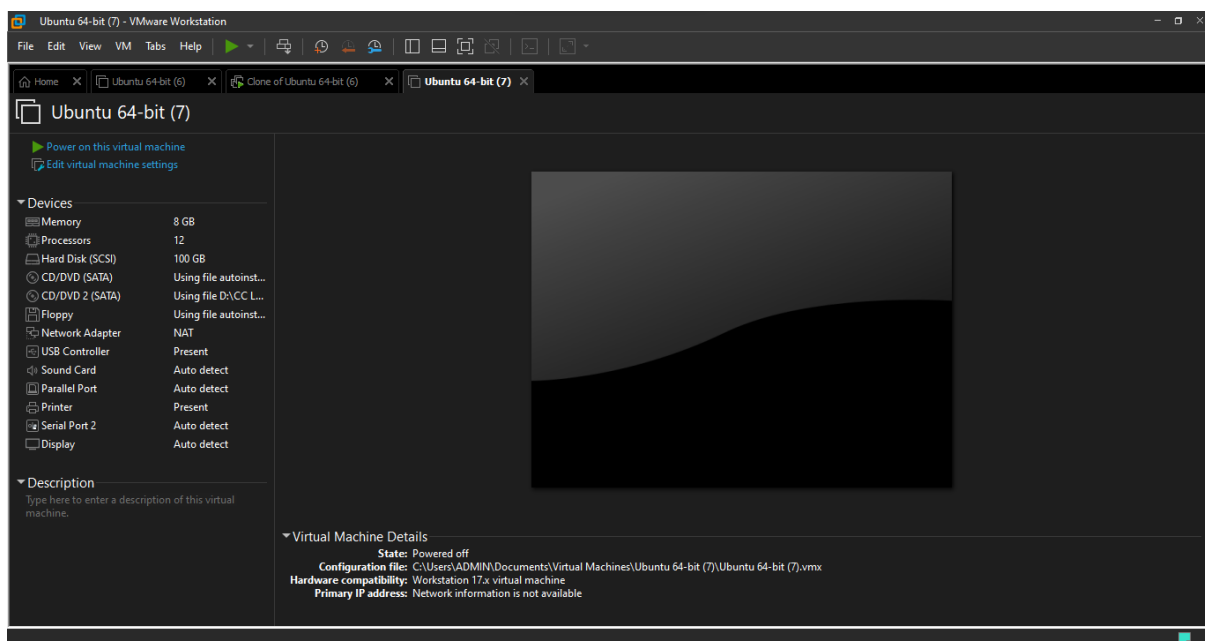 Ubuntu 64-bit (7) - VMware Workstation
File Edit View VM Tabs Help
Home Ubuntu 64-bit (6) Clone of Ubuntu 64-bit (6) Ubuntu 64-bit (7)
Ubuntu 64-bit (7)
Power on this virtual machine
Edit virtual machine settings
Devices
Memory 8 GB
Processors 12
Hard Disk (SCSI) 100 GB
CD/DVD (SATA) Using file autoinst...
CD/DVD 2 (SATA) Using file D:\CC L...
Floppy Using file autoinst...
Network Adapter NAT
USB Controller Present
Sound Card Auto detect
Parallel Port Auto detect
Printer Present
Serial Port 2 Auto detect
Display Auto detect
Description
Type here to enter a description of this virtual
machine.
Virtual Machine Details
State: Powered off
Configuration file: C:\Users\ADMIN\Documents\Virtual Machines\Ubuntu 64-bit (7)\Ubuntu 64-bit (7).vmx
Hardware compatibility: Workstation 17.x virtual machine
Primary IP address: Network information is not available